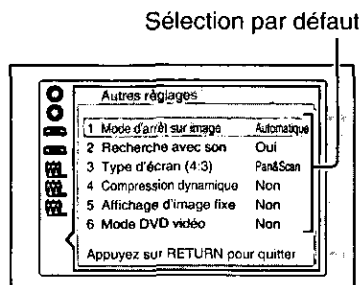 Sélection par défaut
Autres règlages
1 Mode d'arrêt sur image Automatique
2 Recherche avec son Oui
3 Type d'écran (4:3) Pan&Scan
4 Compression dynamique Non
5 Affichage d'image fixe Non
6 Mode DVD vidéo Non
Appuyez sur RETURN pour quitter